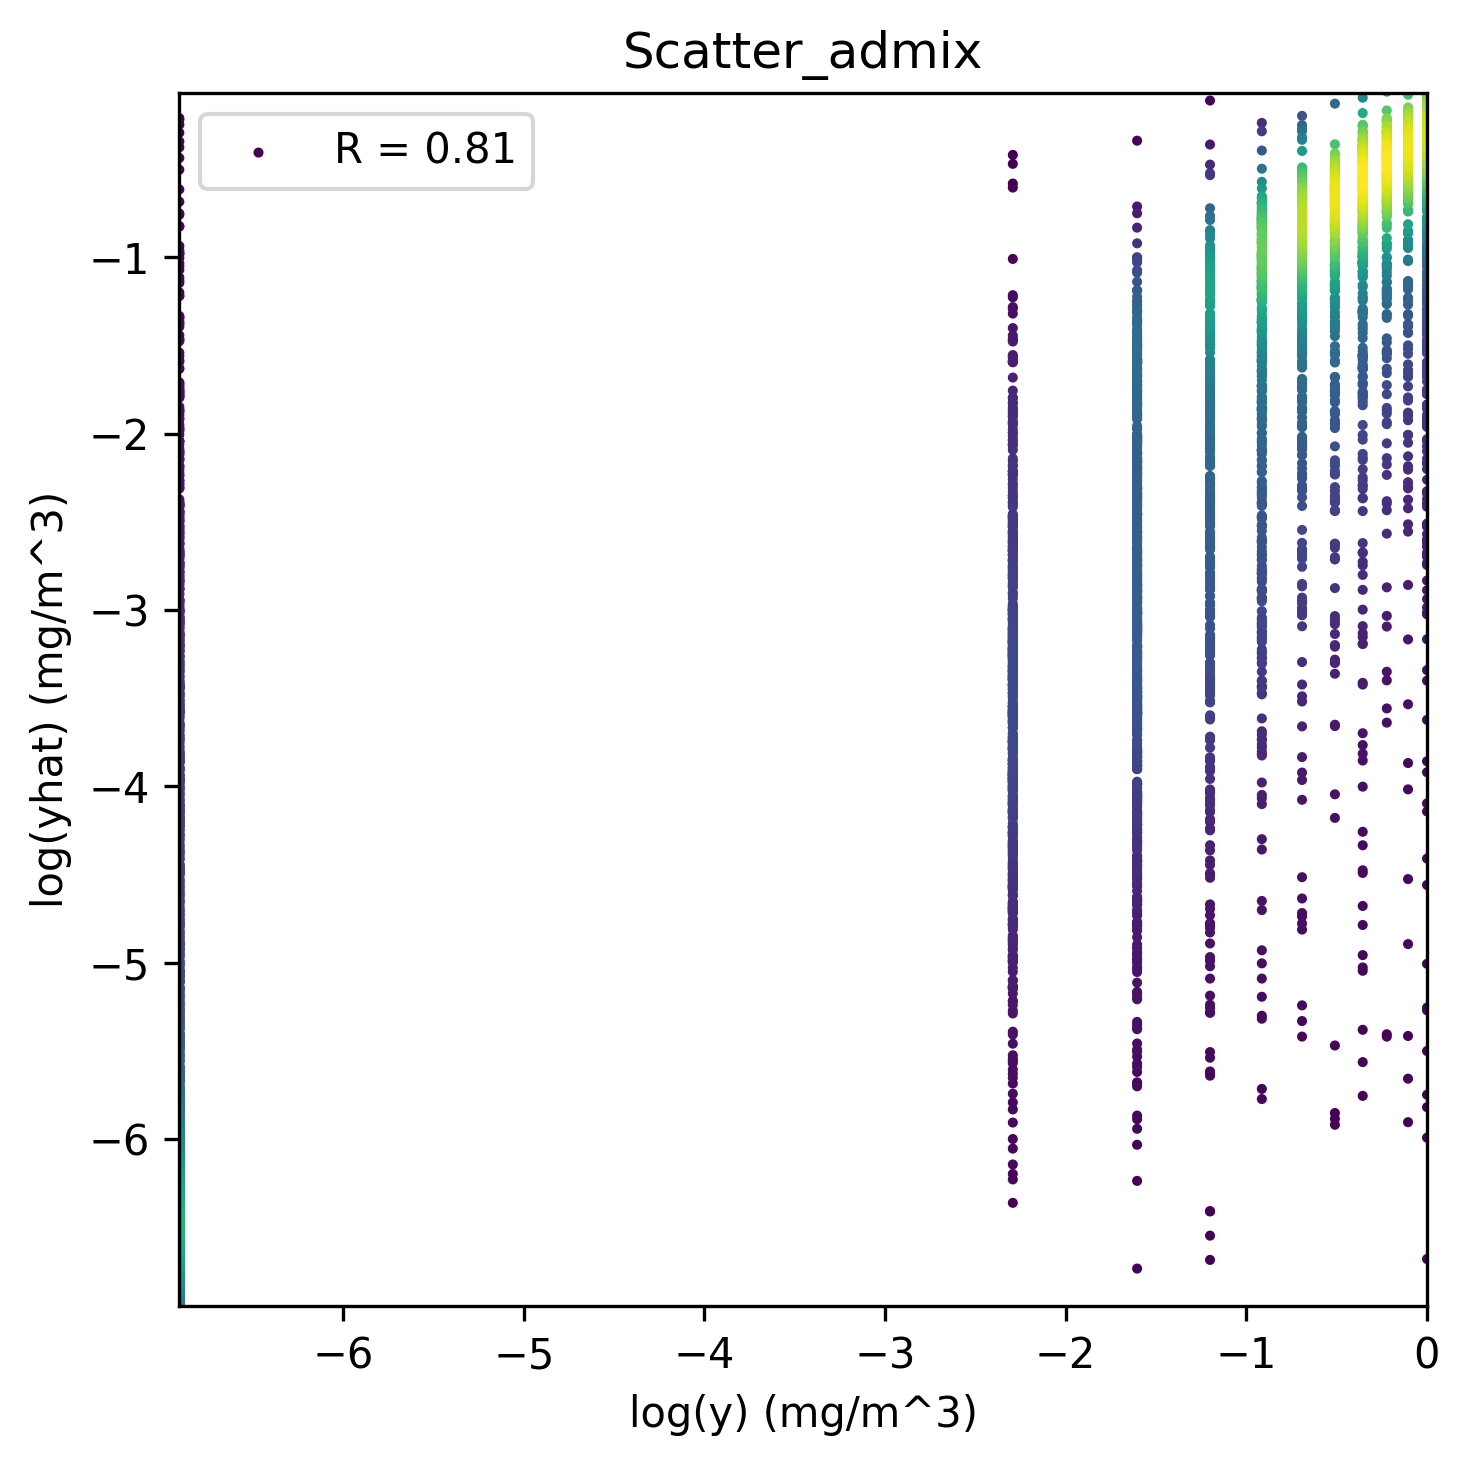 Scatter_admix
R = 0.81
log(yhat) (mg/m^3)
−1
−2
−3
−4
−5
−6
−6 −5 −4 −3 −2 −1 0
log(y) (mg/m^3)